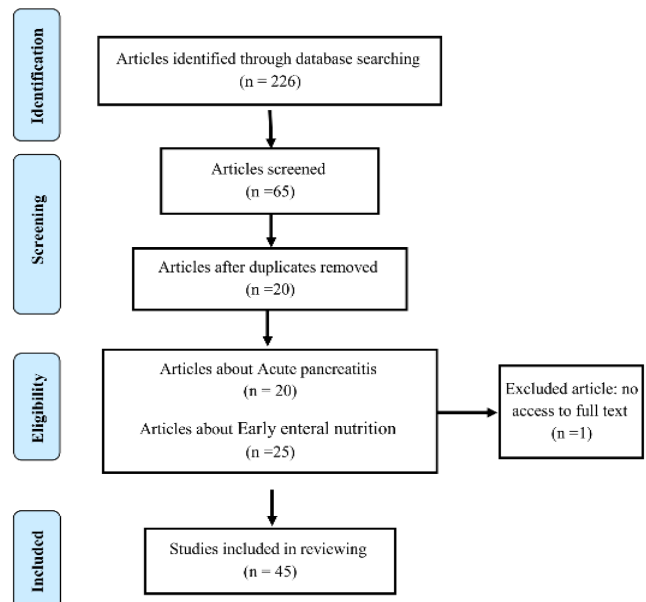 Identification
Articles identified through database searching
(n = 226)
Screening
Articles screened
(n =65)
Articles after duplicates removed
(n =20)
Eligibility
Articles about Acute pancreatitis
(n = 20)
Articles about Early enteral nutrition
(n =25)
Excluded article: no
access to full text
(n =1)
Included
Studies included in reviewing
(n = 45)